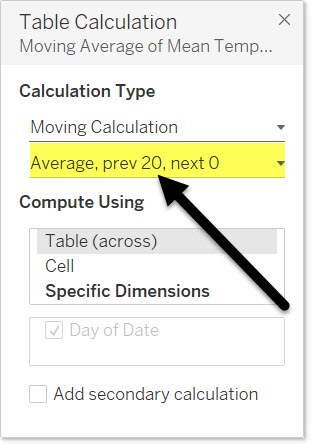 Table Calculation
Moving Average of Mean Temp...
Calculation Type
Moving Calculation
Average, prev 20, next 0
Compute Using
Table (across)
Cell
Specific Dimensions
Day of Date
Add secondary calculation